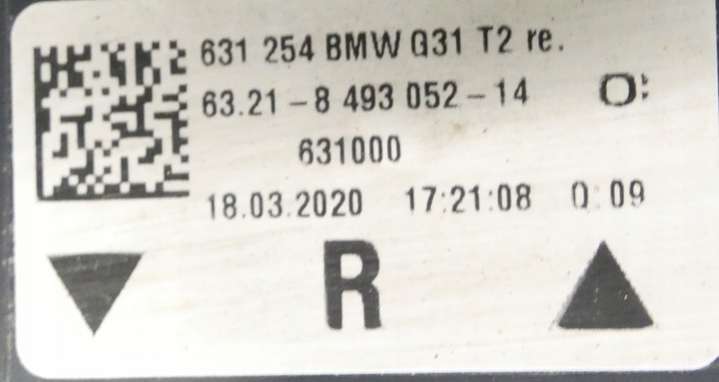 631 254 BMW G31 T2 re.
63.21-8 493 052-14
631000
18.03.2020 17:21:08 0:09
R